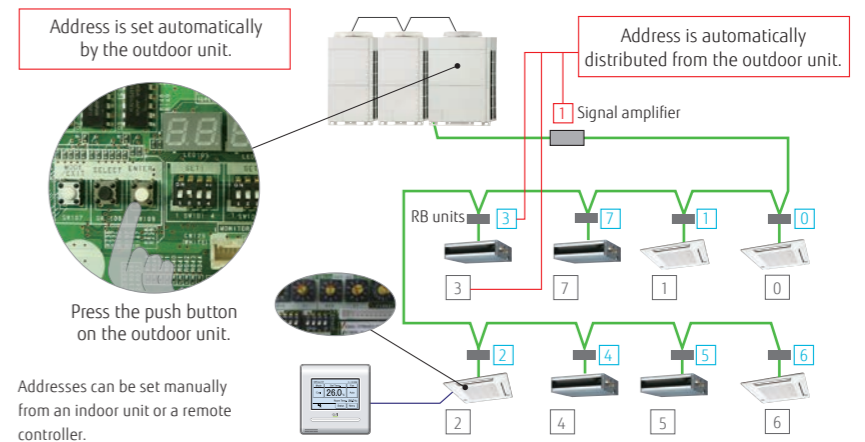 Address is set automatically
by the outdoor unit.
Address is automatically
distributed from the outdoor unit.
1 Signal amplifier
SELECT ENTER
RB units 3 7 1 0
3 7 1 0
MONITOR
Press the push button
on the outdoor unit.
2 4 5 6
26.0
2 4 5 6
Addresses can be set manually
from an indoor unit or a remote
controller.